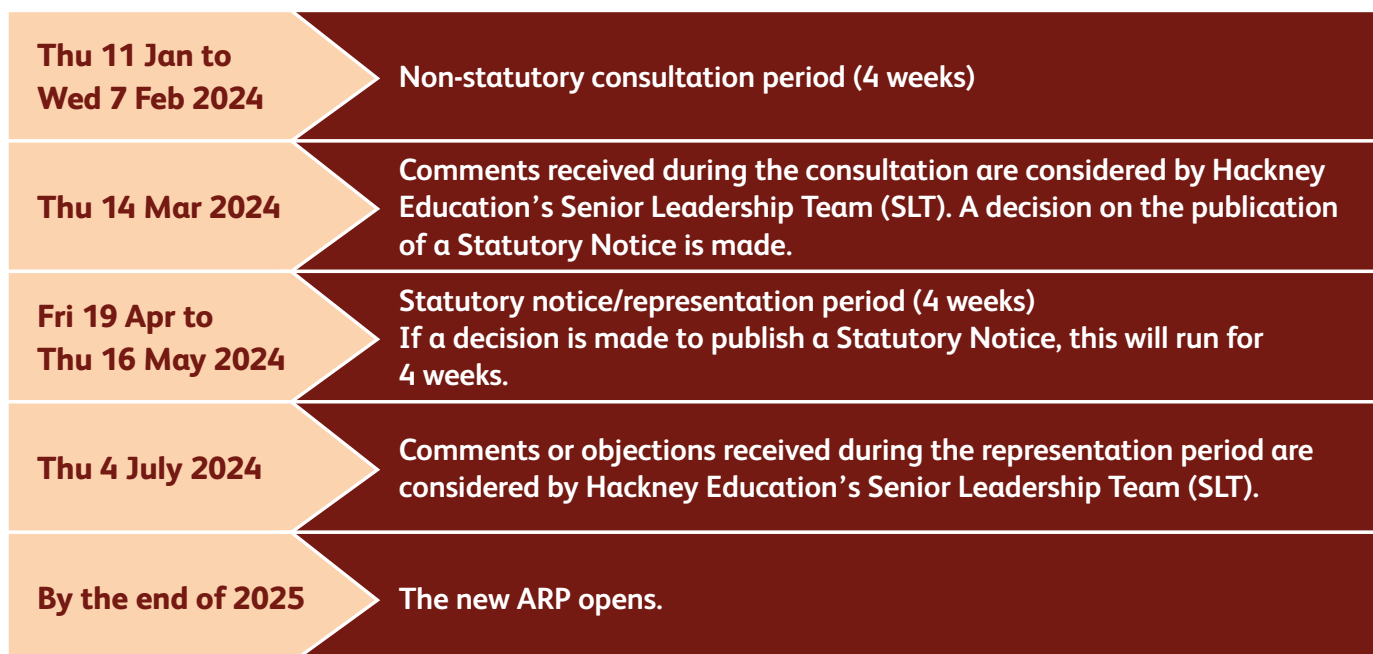 Thu 11 Jan to
Wed 7 Feb 2024
Non-statutory consultation period (4 weeks)
Thu 14 Mar 2024
Comments received during the consultation are considered by Hackney
Education’s Senior Leadership Team (SLT). A decision on the publication
of a Statutory Notice is made.
Fri 19 Apr to
Thu 16 May 2024
Statutory notice/representation period (4 weeks)
If a decision is made to publish a Statutory Notice, this will run for
4 weeks.
Thu 4 July 2024
Comments or objections received during the representation period are
considered by Hackney Education’s Senior Leadership Team (SLT).
By the end of 2025
The new ARP opens.